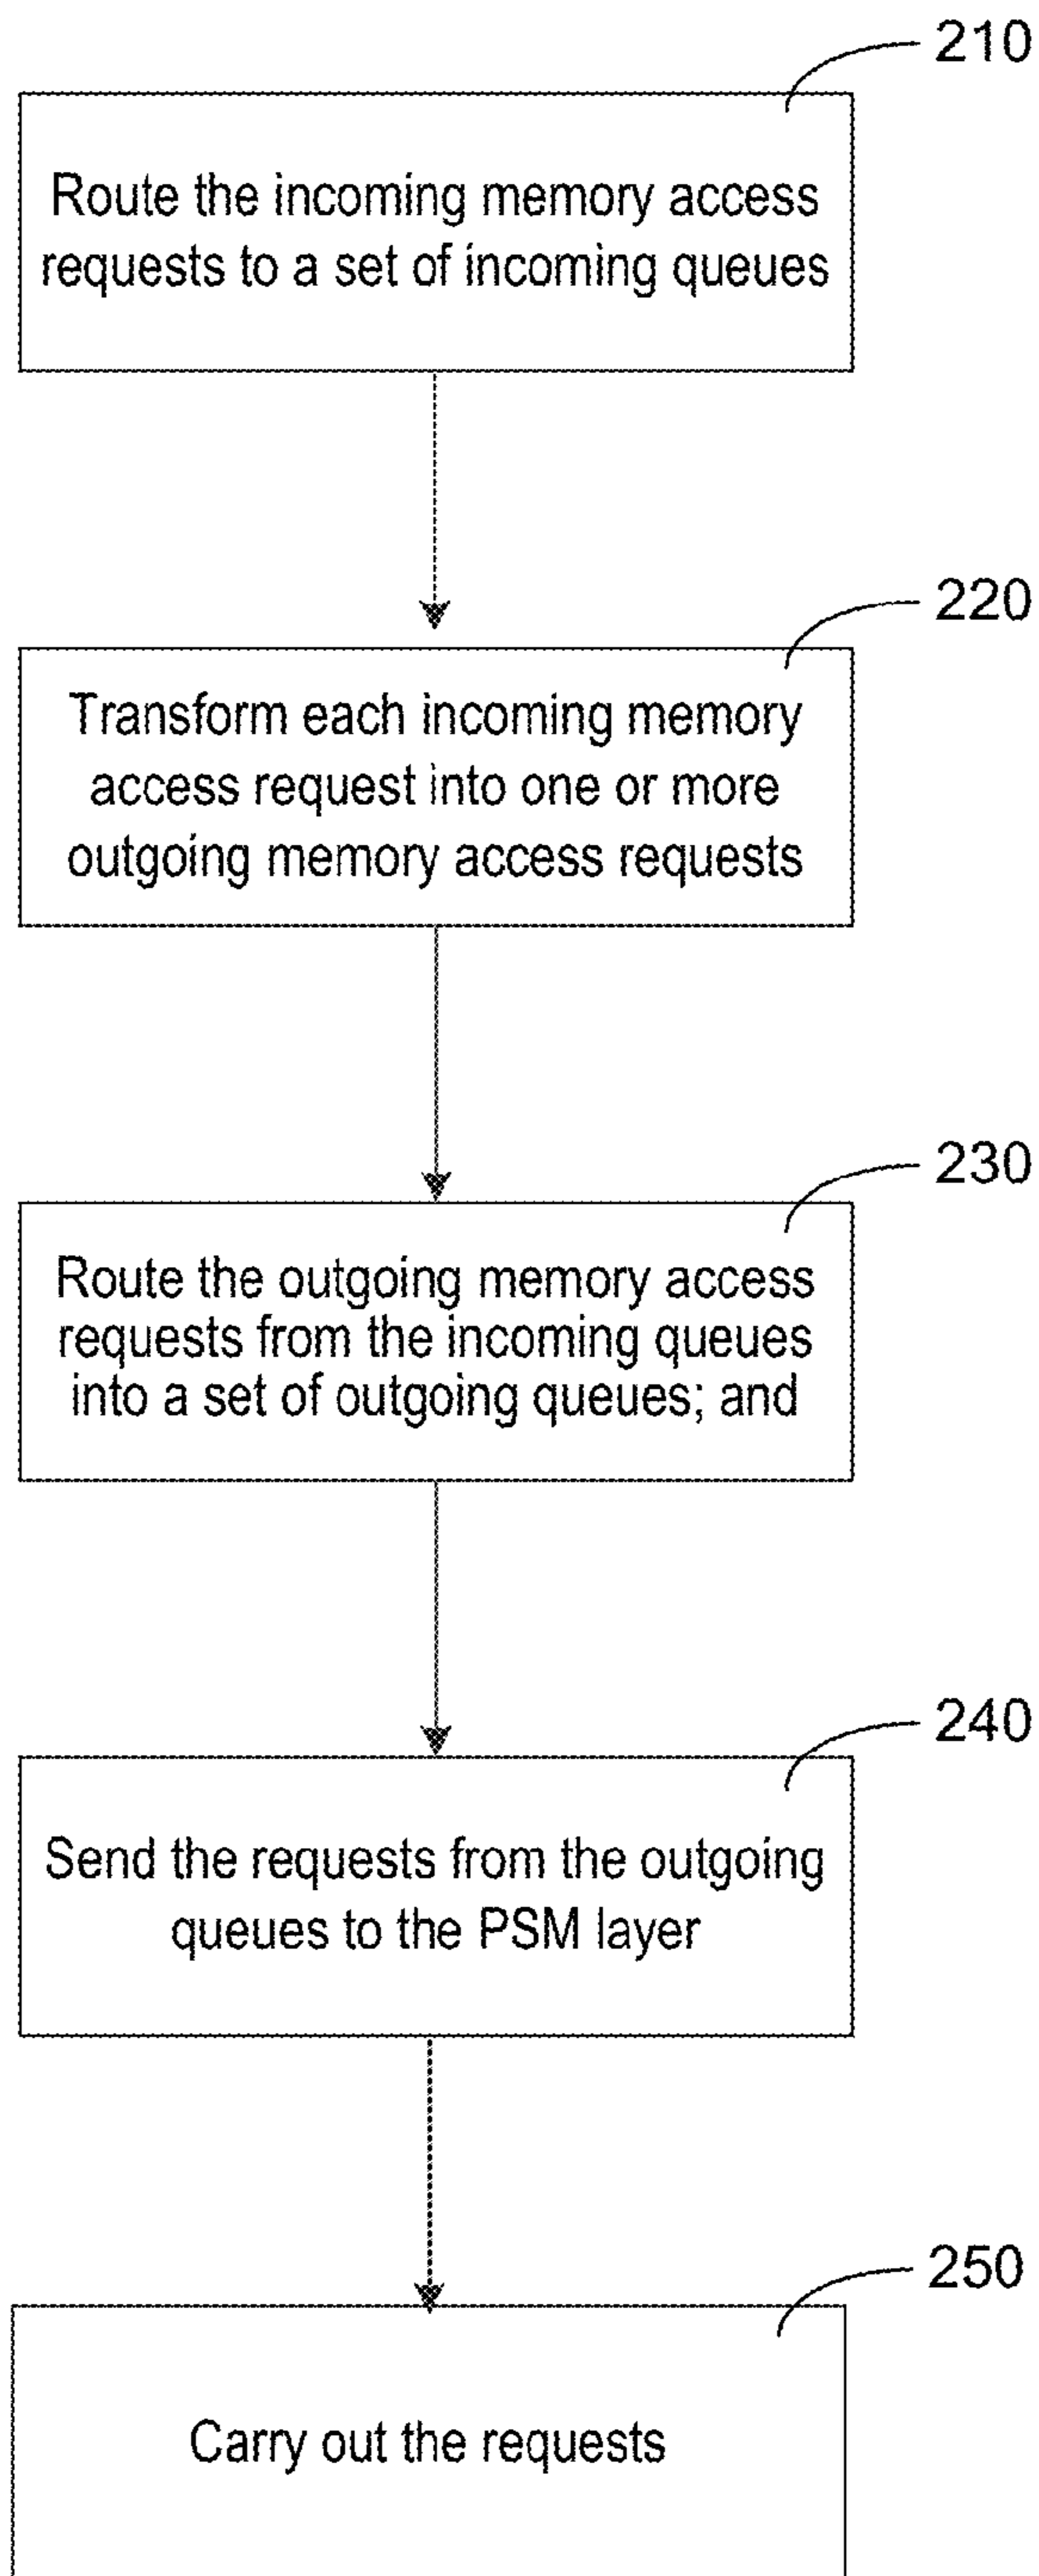 210
Route the incoming memory access
requests to a set of incoming queues
220
Transform each incoming memory
access request into one or more
outgoing memory access requests
230
Route the outgoing memory access
requests from the incoming queues
into a set of outgoing queues; and
240
Send the requests from the outgoing
queues to the PSM layer
250
Carry out the requests